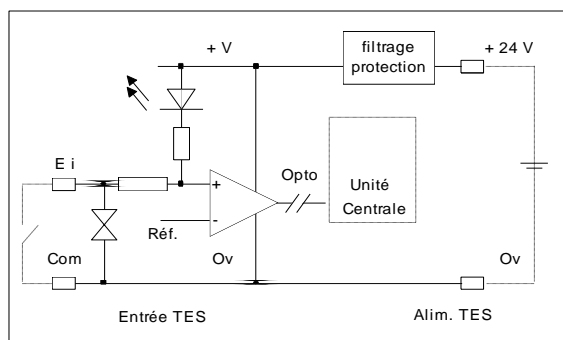 + V
filtrage
protection
+ 24 V
E i
+
-
Réf.
Opto
Unité
Centrale
Com
Ov
Ov
Entrée TES
Alim. TES